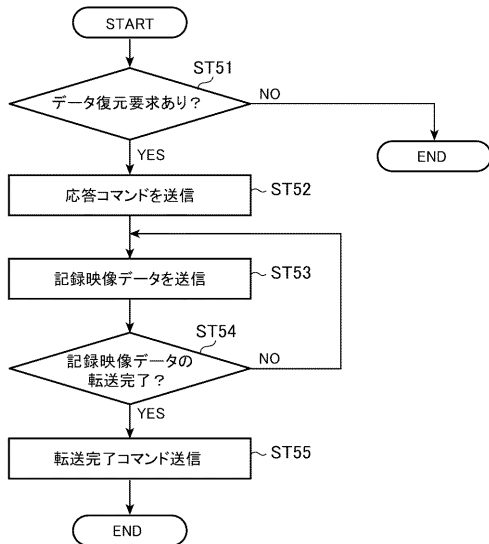 START
ST51
データ復元要求あり?
NO
YES
END
応答コマンドを送信
ST52
記録映像データを送信
ST53
ST54
記録映像データの
転送完了?
NO
YES
転送完了コマンド送信
ST55
END